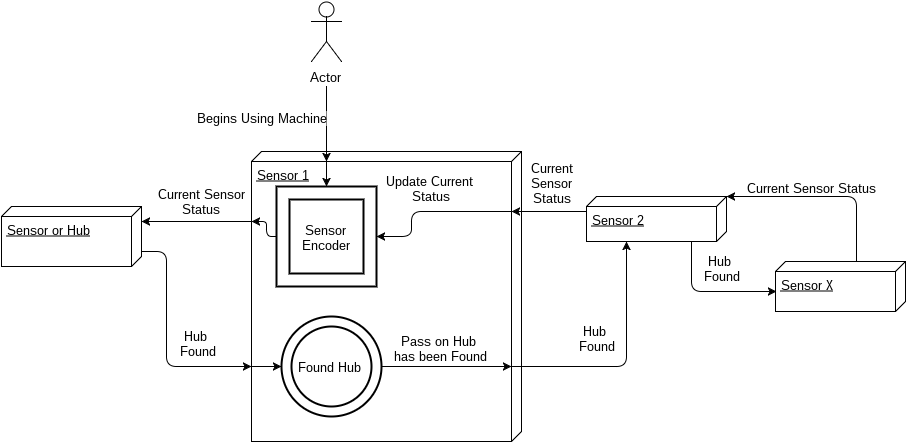 Actor
Begins Using Machine
Sensor 1
Current Sensor
Status
Sensor or Hub
Sensor
Encoder
Update Current
Status
Current
Sensor
Status
Sensor 2
Current Sensor Status
Hub
Found
Sensor X
Hub
Found
Found Hub
Pass on Hub
has been Found
Hub
Found